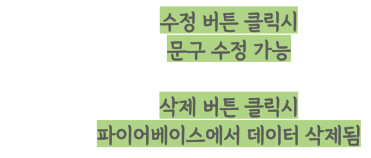 수정 버튼 클릭시
문구 수정 가능
삭제 버튼 클릭시
파이어베이스에서 데이터 삭제됨